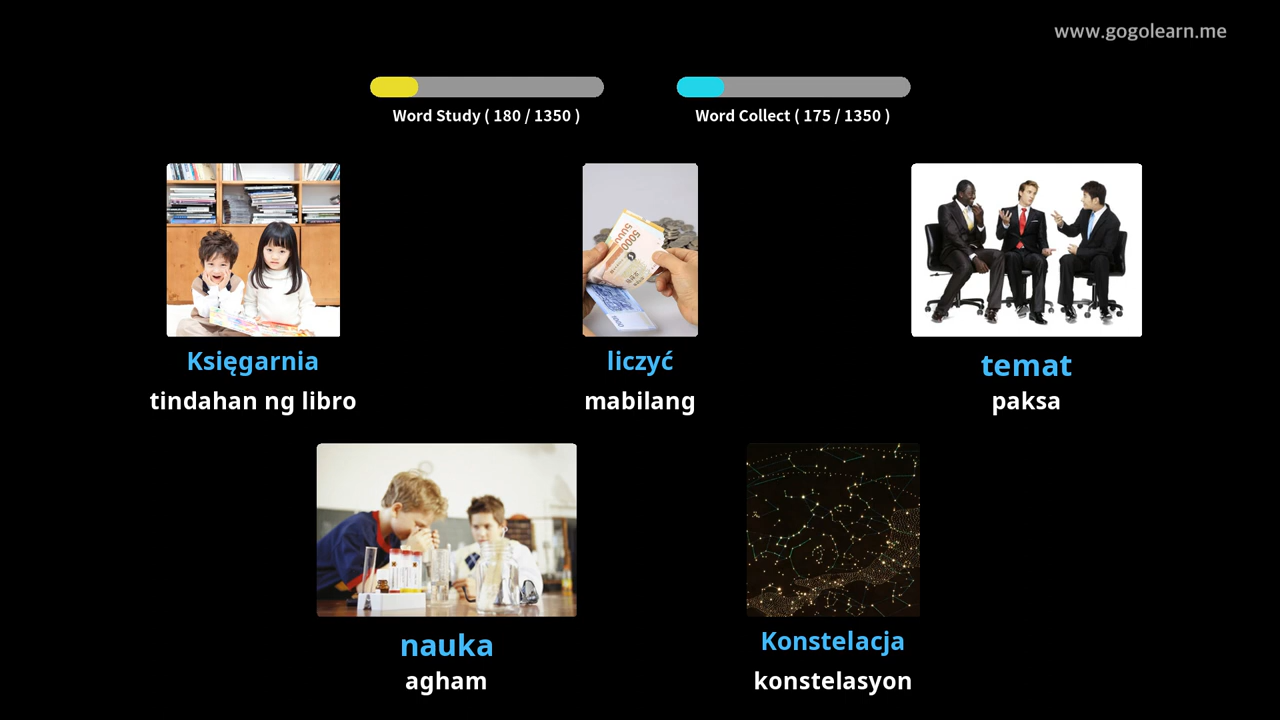 www.gogolearn.me
Word Study ( 180 / 1350 )
Word Collect ( 175 / 1350 )
Księgarnia
tindahan ng libro
liczyć
mabilang
temat
paksa
nauka
agham
Konstelacja
konstelasyon